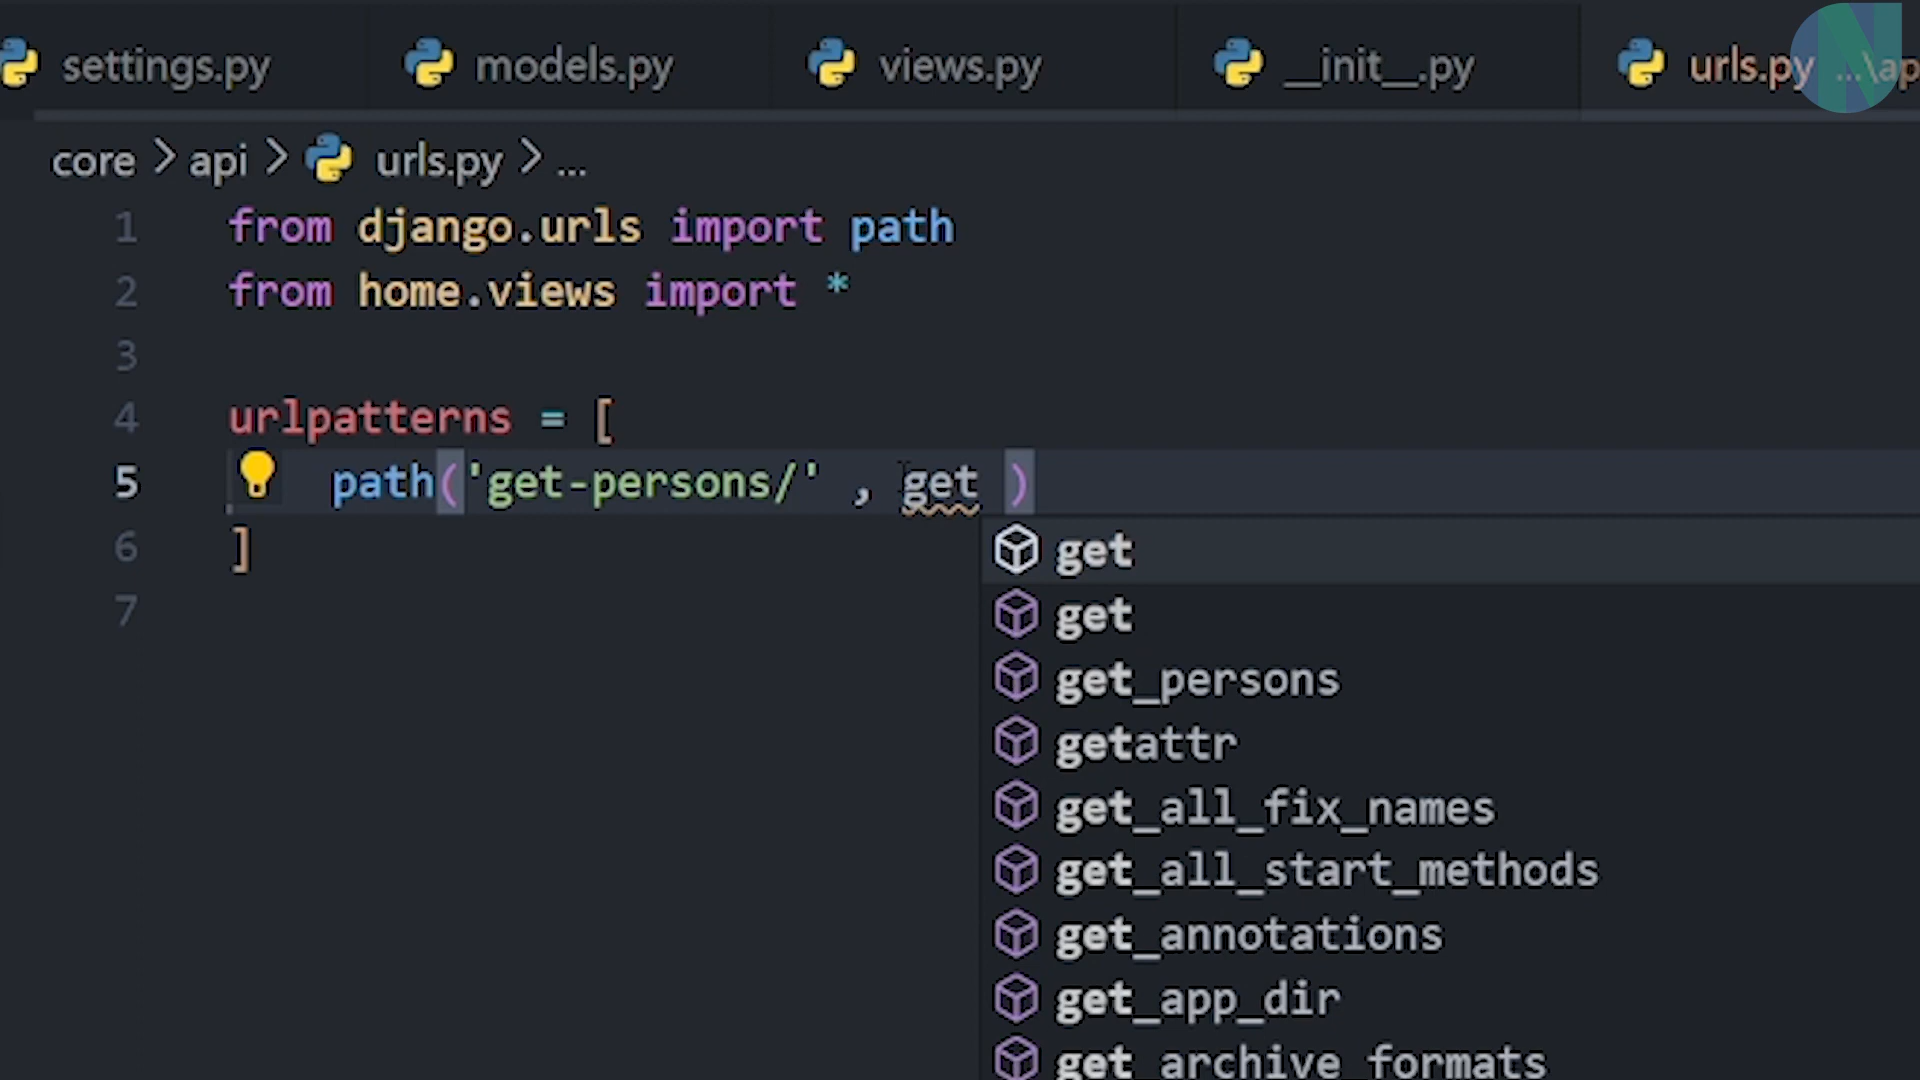 settings.py models.py views.py __init__.py urls.py ...\ap
core > api > urls.py > ...
1 from django.urls import path
2 from home.views import *
3
4 urlpatterns = [
5 path('get-persons/' , get )
6 ]
7
get
get
get_persons
getattr
get_all_fix_names
get_all_start_methods
get_annotations
get_app_dir
get_archive_formats